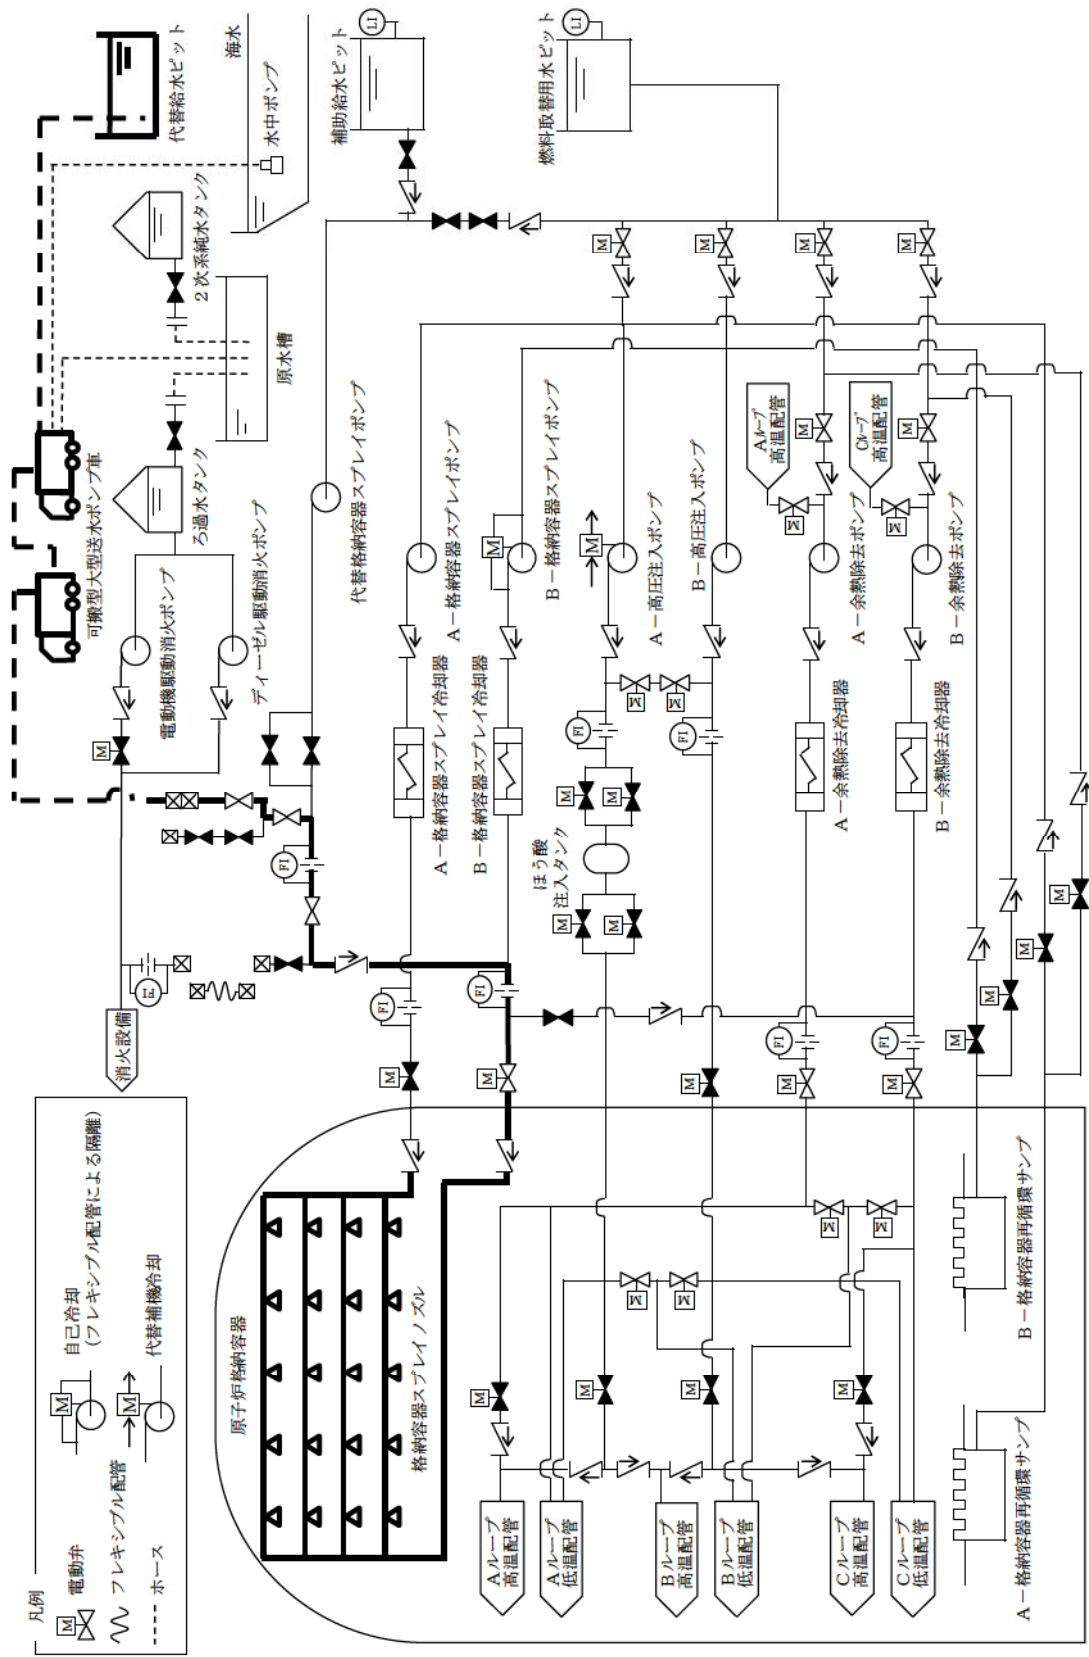 凡例
M
電動弁
フレキシブル配管
ホース
M
自己冷却
(フレキシブル配管による隔離)
M
代替補機冷却
消火設備
FI
代替給水ピット
海水
水中ポンプ
2次系純水タンク
原水槽
ろ過水タンク
可搬型大型送水ポンプ車
電動機駆動消火ポンプ
M
ディーゼル駆動消火ポンプ
補助給水ピット
LI
燃料取替用水ピット
LI
代替格納容器スプレイポンプ
A-格納容器スプレイポンプ
B-格納容器スプレイポンプ
M
A-高圧注入ポンプ
M
B-高圧注入ポンプ
A-余熱除去ポンプ
B-余熱除去ポンプ
M
M
M
M
Aループ
高温配管
M
M
Cループ
高温配管
M
M
A-格納容器スプレイ冷却器
B-格納容器スプレイ冷却器
A-余熱除去冷却器
B-余熱除去冷却器
ほう酸
注入タンク
FI
FI
FI
M
M
M
M
M
M
FI
FI
FI
FI
M
M
M
M
M
M
M
M
M
原子炉格納容器
格納容器スプレイノズル
M
M
M
M
M
M
M
M
Aループ
高温配管
Aループ
低温配管
Bループ
高温配管
Bループ
低温配管
Cループ
高温配管
Cループ
低温配管
B-格納容器再循環サンプ
A-格納容器再循環サンプ